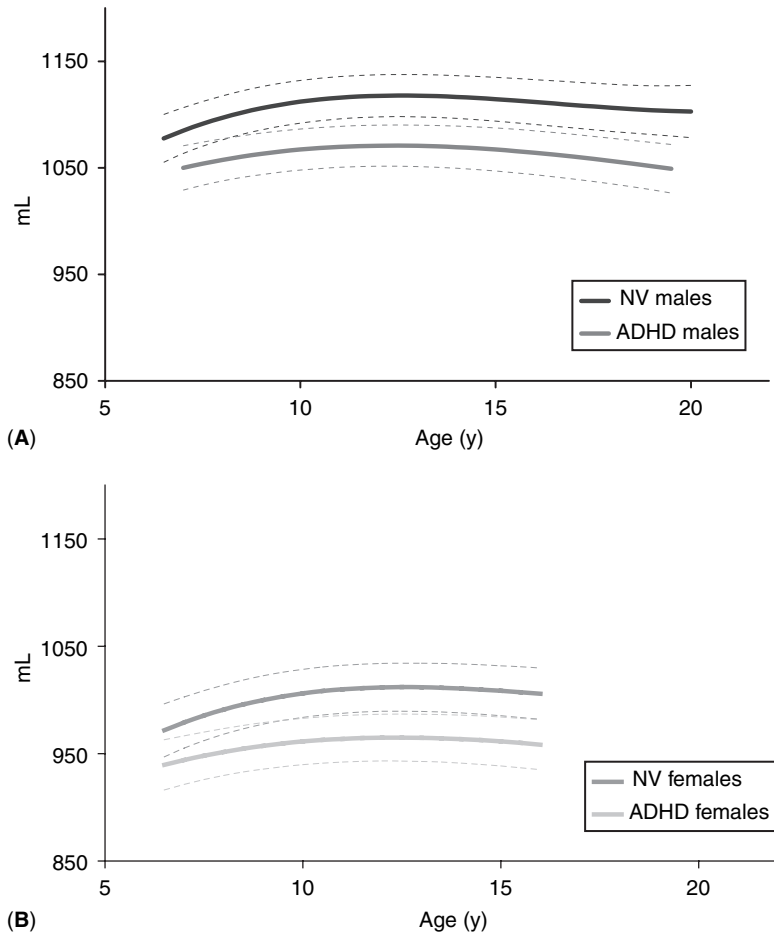 1150
1050
mL
950
NV males
ADHD males
850
5 10 15 20
(A)
Age (y)
1150
1050
mL
950
NV females
ADHD females
850
5 10 15 20
(B)
Age (y)